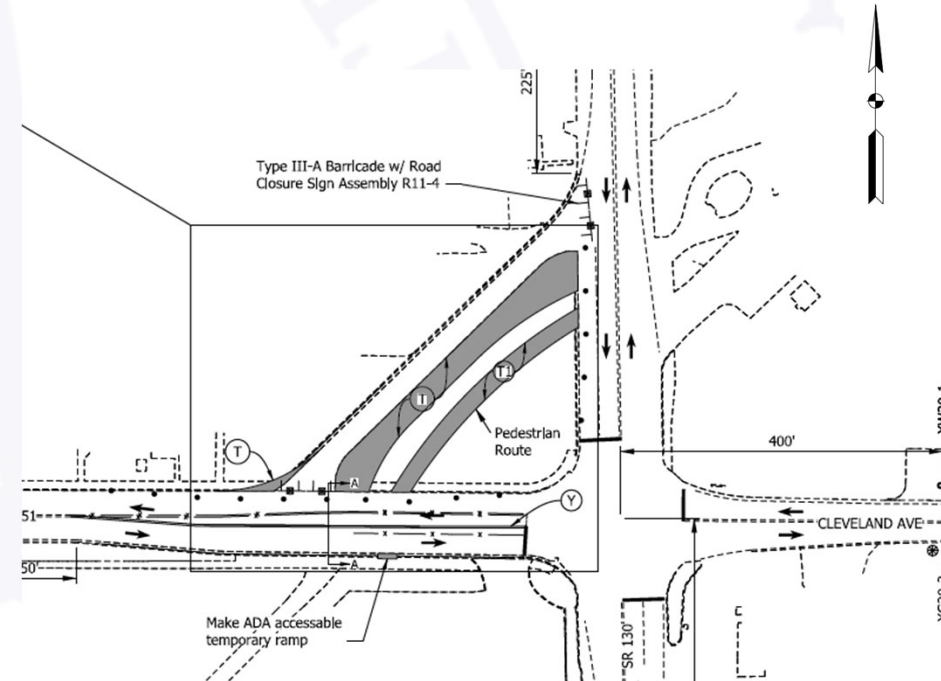 225'
Type III-A Barricade w/ Road
Closure Sign Assembly R11-4
T1
T
Pedestrian
Route
400'
T
A
Y
51
CLEVELAND AVE
50'
A
Make ADA accessable
temporary ramp
SR 130'